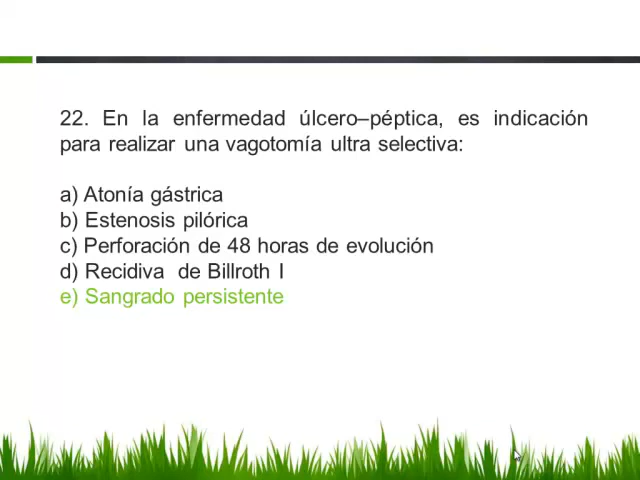 22. En la enfermedad úlcero–péptica, es indicación
para realizar una vagotomía ultra selectiva:
a) Atonía gástrica
b) Estenosis pilórica
c) Perforación de 48 horas de evolución
d) Recidiva de Billroth I
e) Sangrado persistente